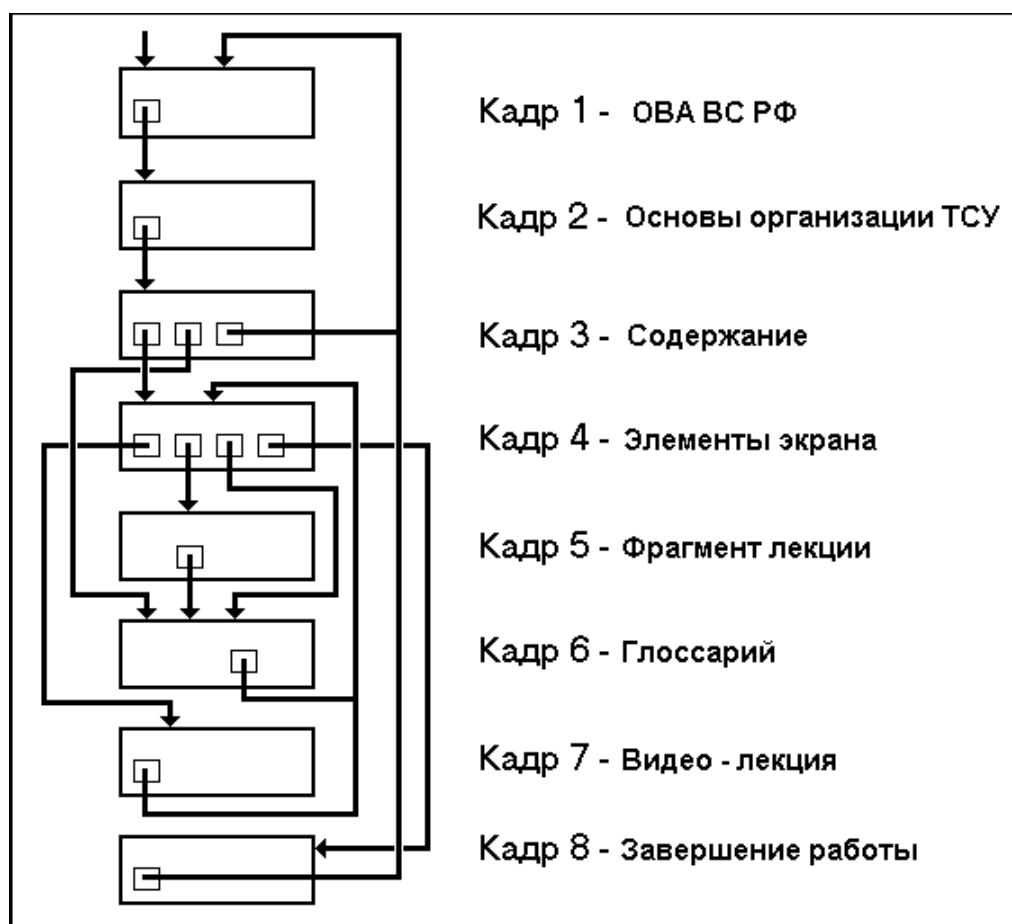 Кадр 1 - ОВА ВС РФ
Кадр 2 - Основы организации ТСУ
Кадр 3 - Содержание
Кадр 4 - Элементы экрана
Кадр 5 - Фрагмент лекции
Кадр 6 - Глоссарий
Кадр 7 - Видео - лекция
Кадр 8 - Завершение работы